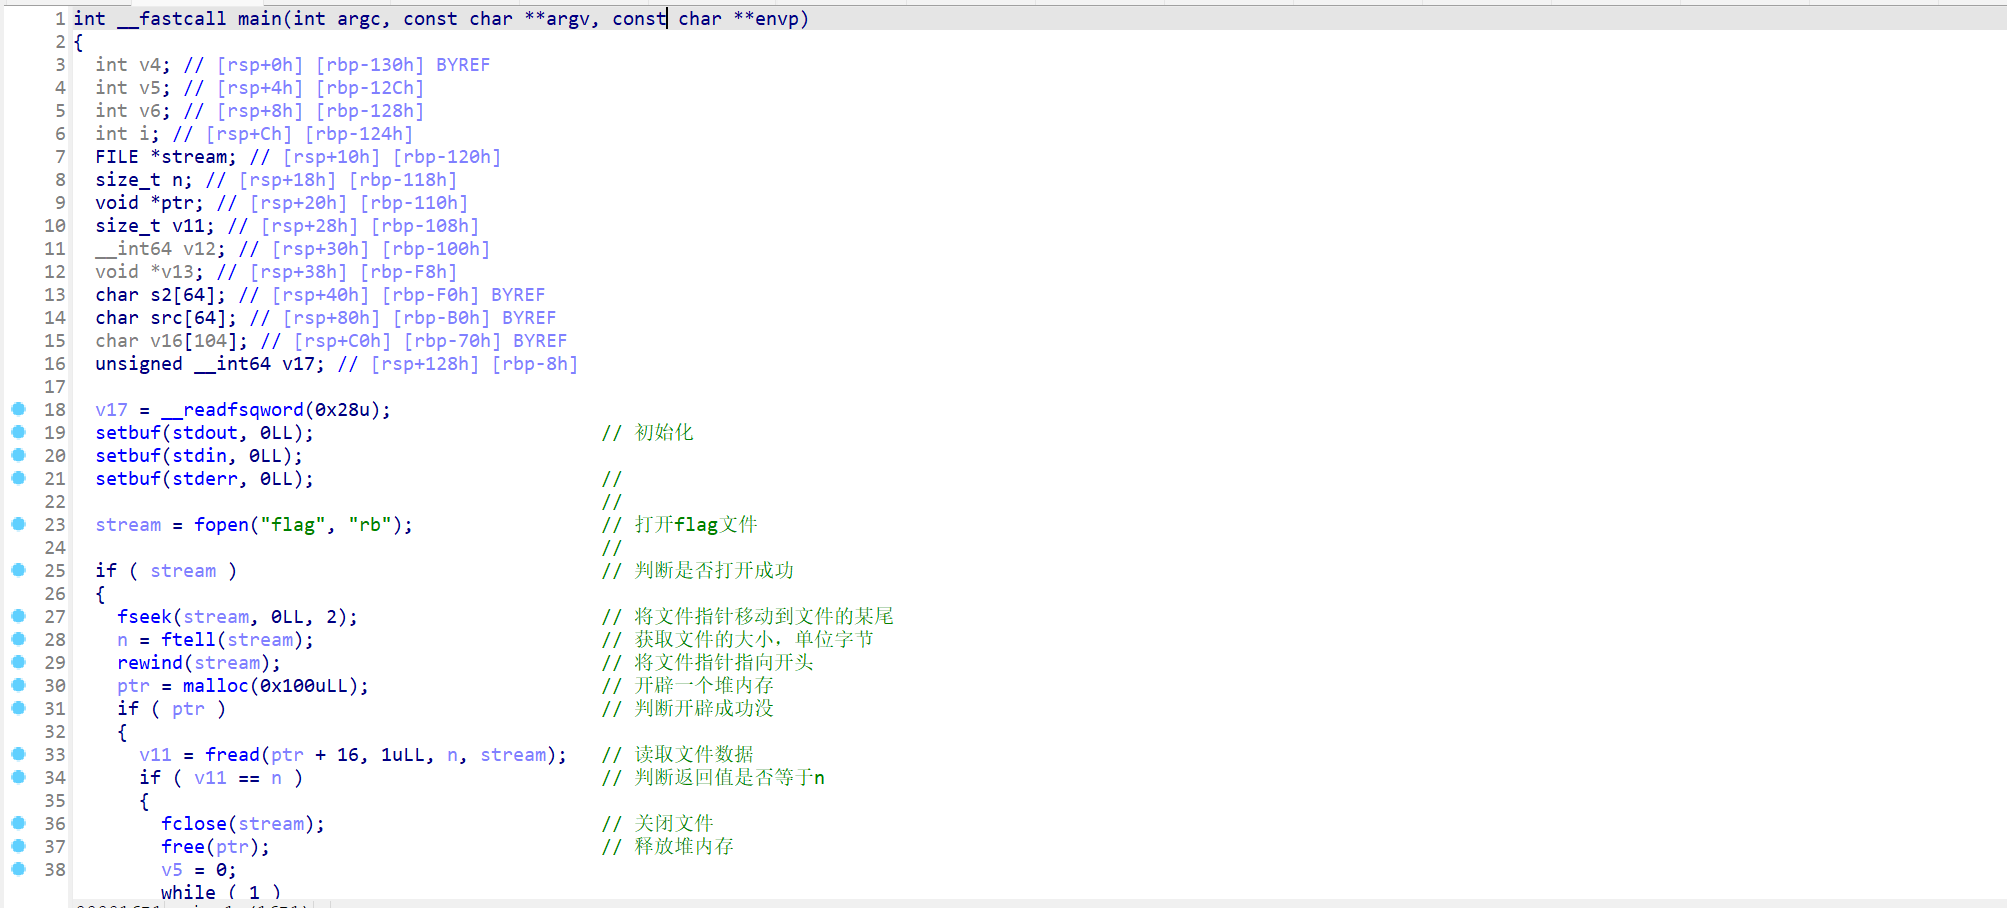 1 int __fastcall main(int argc, const char **argv, const char **envp)
2 {
3 int v4; // [rsp+0h] [rbp-130h] BYREF
4 int v5; // [rsp+4h] [rbp-12Ch]
5 int v6; // [rsp+8h] [rbp-128h]
6 int i; // [rsp+Ch] [rbp-124h]
7 FILE *stream; // [rsp+10h] [rbp-120h]
8 size_t n; // [rsp+18h] [rbp-118h]
9 void *ptr; // [rsp+20h] [rbp-110h]
10 size_t v11; // [rsp+28h] [rbp-108h]
11 __int64 v12; // [rsp+30h] [rbp-100h]
12 void *v13; // [rsp+38h] [rbp-F8h]
13 char s2[64]; // [rsp+40h] [rbp-F0h] BYREF
14 char src[64]; // [rsp+80h] [rbp-B0h] BYREF
15 char v16[104]; // [rsp+C0h] [rbp-70h] BYREF
16 unsigned __int64 v17; // [rsp+128h] [rbp-8h]
17
18 v17 = __readfsqword(0x28u);
19 setbuf(stdout, 0LL); // 初始化
20 setbuf(stdin, 0LL);
21 setbuf(stderr, 0LL); //
22 //
23 stream = fopen("flag", "rb"); // 打开flag文件
24 //
25 if ( stream ) // 判断是否打开成功
26 {
27 fseek(stream, 0LL, 2); // 将文件指针移动到文件的某尾
28 n = ftell(stream); // 获取文件的大小，单位字节
29 rewind(stream); // 将文件指针指向开头
30 ptr = malloc(0x100uLL); // 开辟一个堆内存
31 if ( ptr ) // 判断开辟成功没
32 {
33 v11 = fread(ptr + 16, 1uLL, n, stream); // 读取文件数据
34 if ( v11 == n ) // 判断返回值是否等于n
35 {
36 fclose(stream); // 关闭文件
37 free(ptr); // 释放堆内存
38 v5 = 0;
while ( 1 )